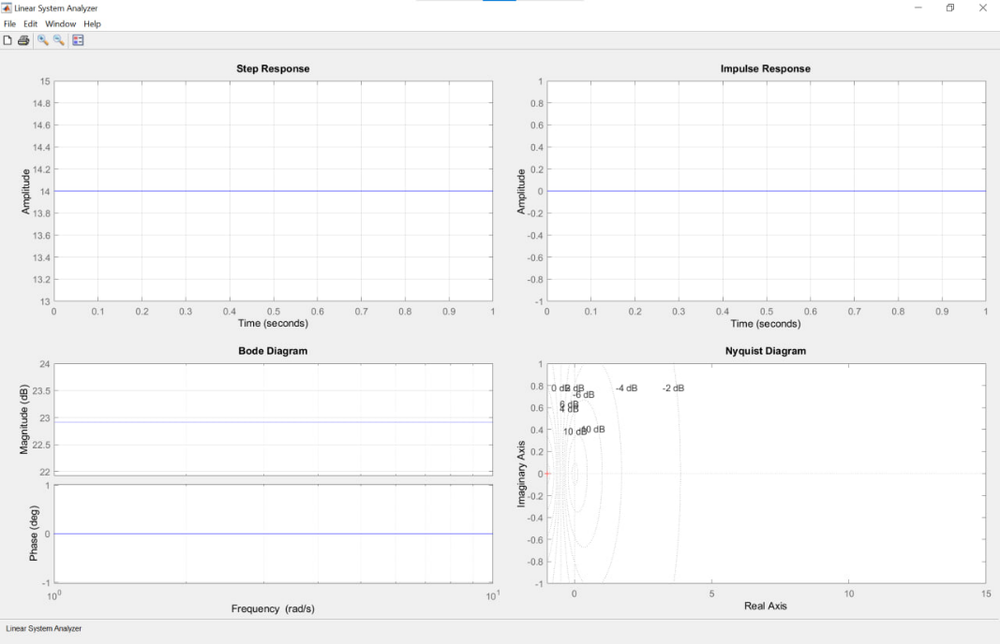 Linear System Analyzer
File Edit Window Help
Step Response
15
14.8
14.6
14.4
14.2
14
13.8
13.6
13.4
13.2
13
Amplitude
0 0.1 0.2 0.3 0.4 0.5 0.6 0.7 0.8 0.9 1
Time (seconds)
Impulse Response
1
0.8
0.6
0.4
0.2
0
-0.2
-0.4
-0.6
-0.8
-1
Amplitude
0 0.1 0.2 0.3 0.4 0.5 0.6 0.7 0.8 0.9 1
Time (seconds)
Bode Diagram
24
23.5
23
22.5
22
Magnitude (dB)
1
0
-1
Phase (deg)
10^0 10^1
Frequency (rad/s)
Nyquist Diagram
1
0.8
0.6
0.4
0.2
0
-0.2
-0.4
-0.6
-0.8
-1
Imaginary Axis
0 dB -4 dB -2 dB
-6 dB
6 dB
4 dB
10 dB
0 5 10 15
Real Axis
Linear System Analyzer